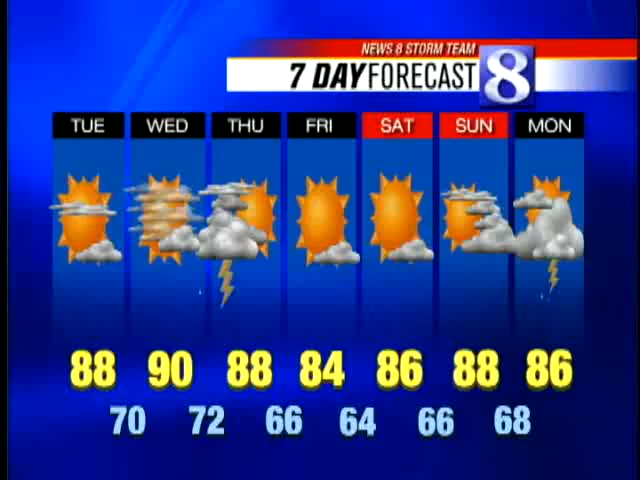 NEWS 8 STORM TEAM
7 DAY FORECAST 8
TUE WED THU FRI SAT SUN MON
88 90 88 84 86 88 86
70 72 66 64 66 68